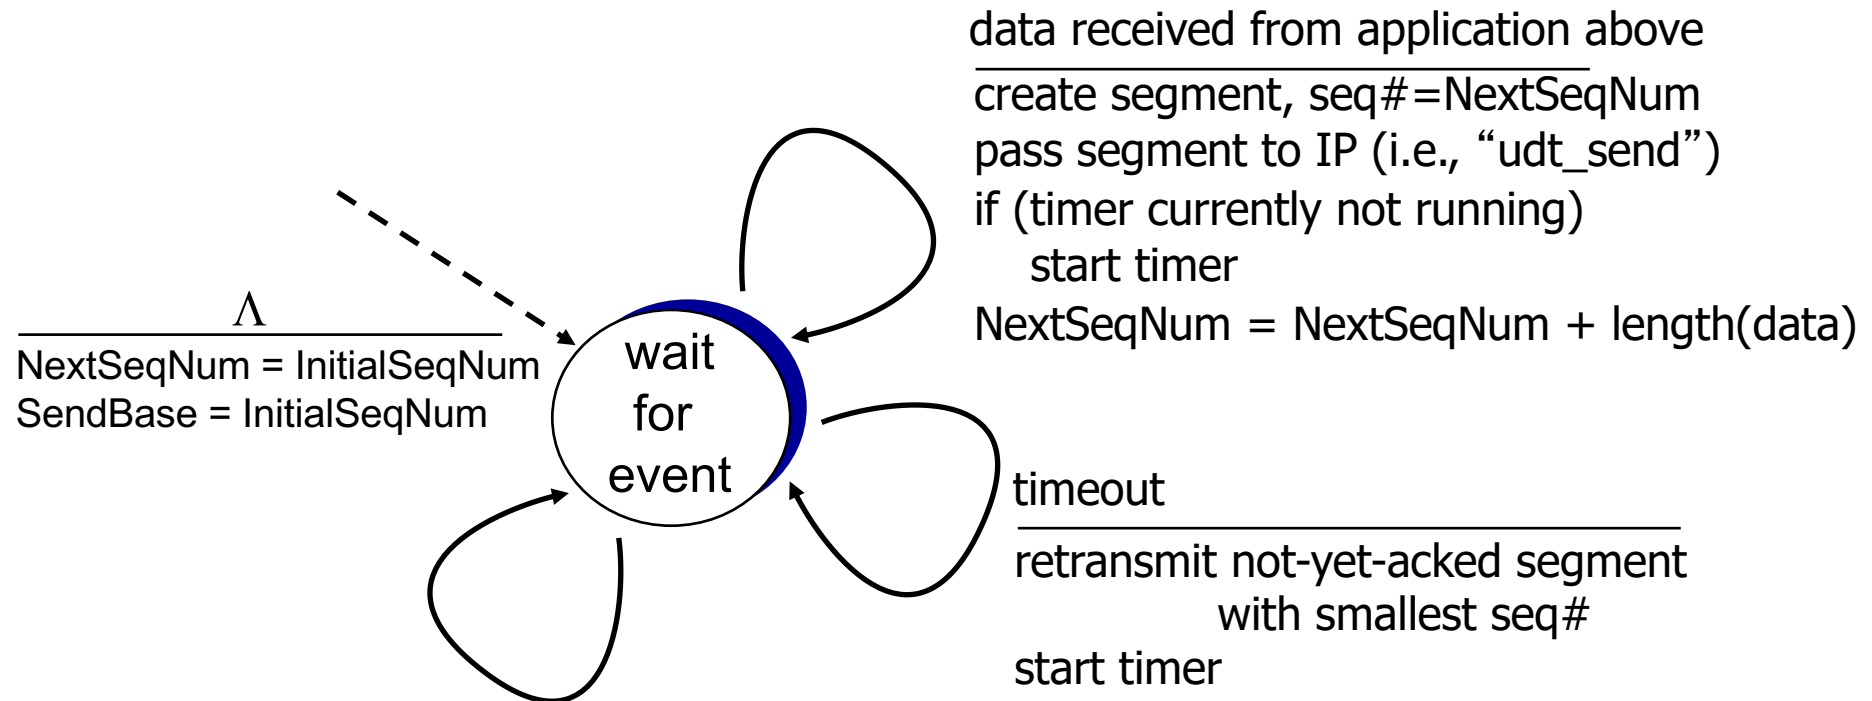 data received from application above
create segment, seq#=NextSeqNum
pass segment to IP (i.e., “udt_send”)
if (timer currently not running)
start timer
NextSeqNum = NextSeqNum + length(data)
Λ
NextSeqNum = InitialSeqNum
SendBase = InitialSeqNum
wait
for
event
timeout
retransmit not-yet-acked segment
with smallest seq#
start timer